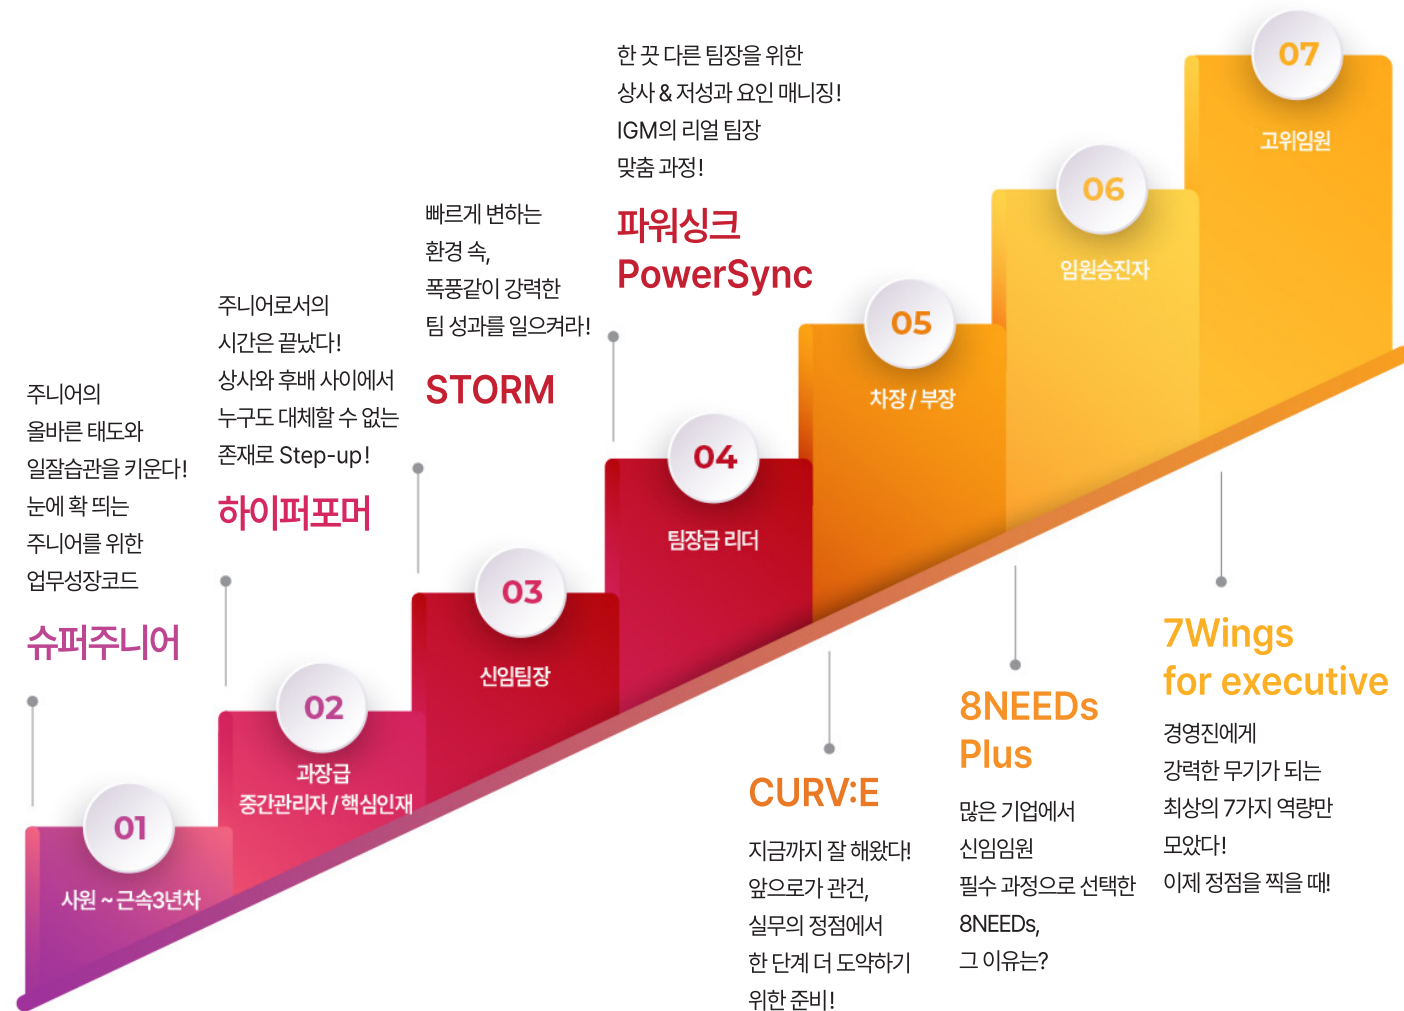 주니어의
올바른 태도와
일잘습관을 키운다!
눈에 확 띄는
주니어를 위한
업무성장코드
슈퍼주니어
01
사원 ~ 근속3년차
주니어로서의
시간은 끝났다!
상사와 후배 사이에서
누구도 대체할 수 없는
존재로 Step-up!
하이퍼포머
02
과장급
중간관리자 / 핵심인재
빠르게 변하는
환경 속,
폭풍같이 강력한
팀 성과를 일으켜라!
STORM
03
신임팀장
한 끗 다른 팀장을 위한
상사 & 저성과 요인 매니징!
IGM의 리얼 팀장
맞춤 과정!
파워싱크
PowerSync
04
팀장급 리더
05
차장 / 부장
CURV:E
지금까지 잘 해왔다!
앞으로가 관건,
실무의 정점에서
한 단계 더 도약하기
위한 준비!
06
임원승진자
8NEEDs
Plus
많은 기업에서
신임임원
필수 과정으로 선택한
8NEEDs,
그 이유는?
07
고위임원
7Wings
for executive
경영진에게
강력한 무기가 되는
최상의 7가지 역량만
모았다!
이제 정점을 찍을 때!